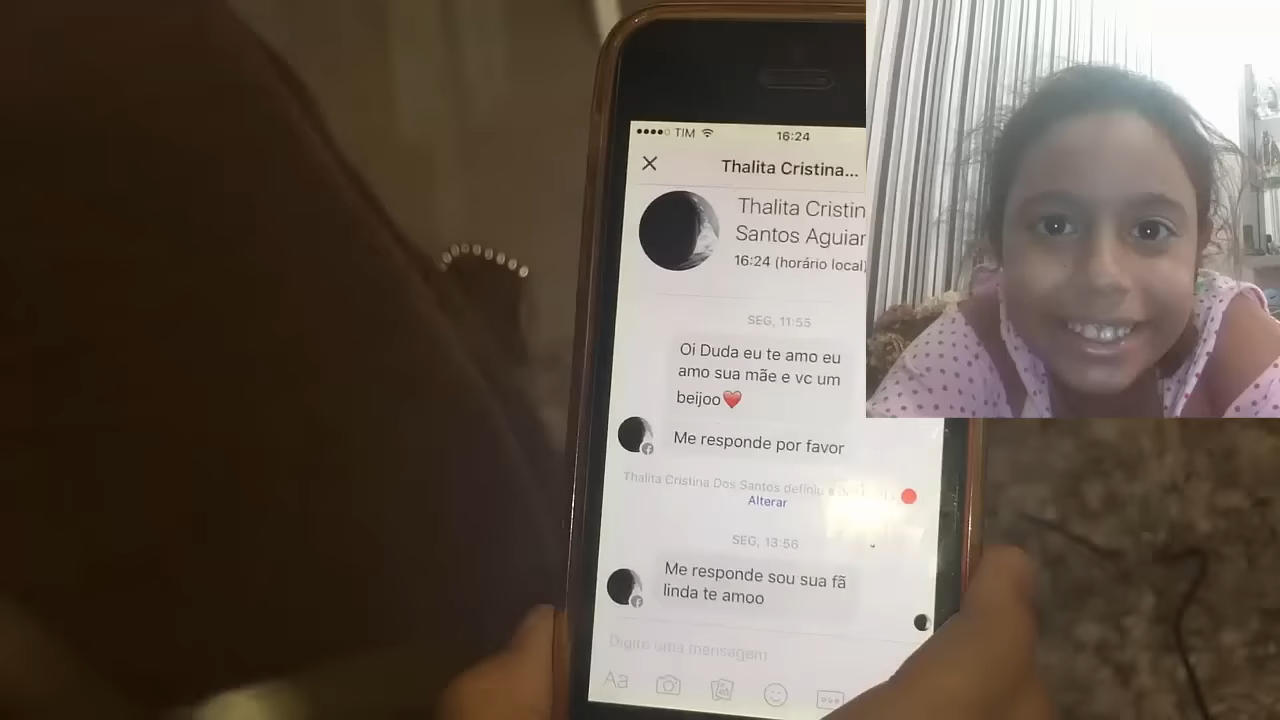 TIM 16:24
Thalita Cristina...
Thalita Cristin
Santos Aguiar
16:24 (horário local)
SEG, 11:55
Oi Duda eu te amo eu
amo sua mãe e vc um
beijoo❤️
Me responde por favor
Thalita Cristina Dos Santos definiu
Alterar
SEG, 13:56
Me responde sou sua fã
linda te amoo
Digite uma mensagem
Aa